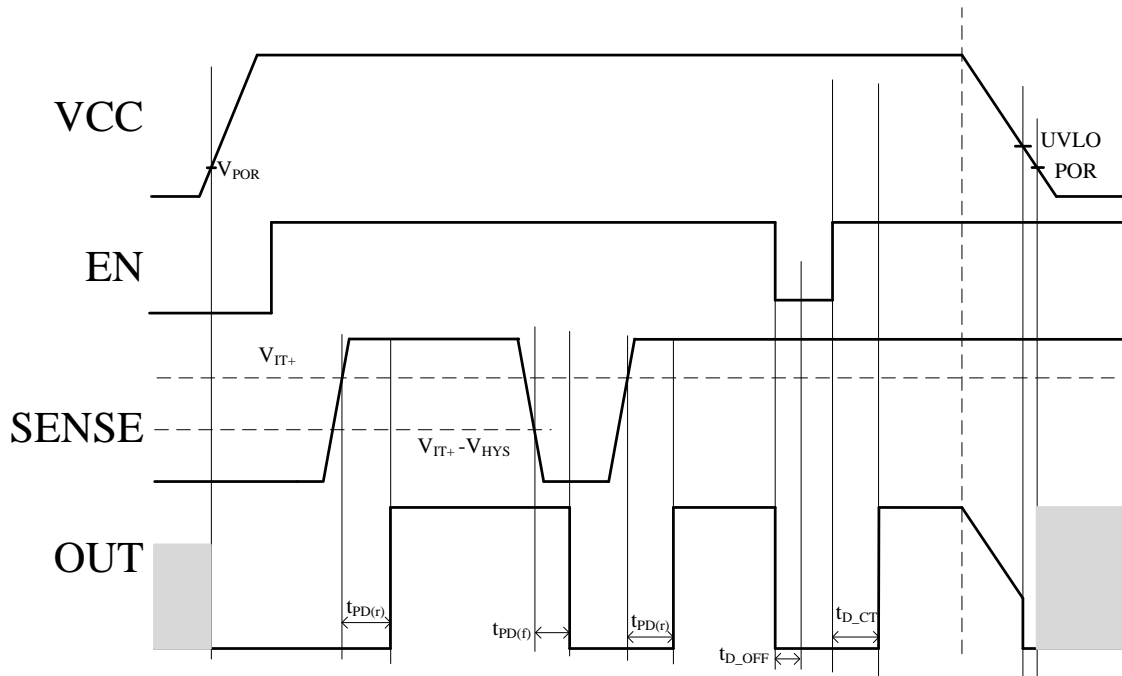 VCC
V_POR
UVLO
POR
EN
V_IT+
SENSE
V_IT+ -V_HYS
OUT
t_PD(r)
t_PD(f)
t_PD(r)
t_D_OFF
t_D_CT